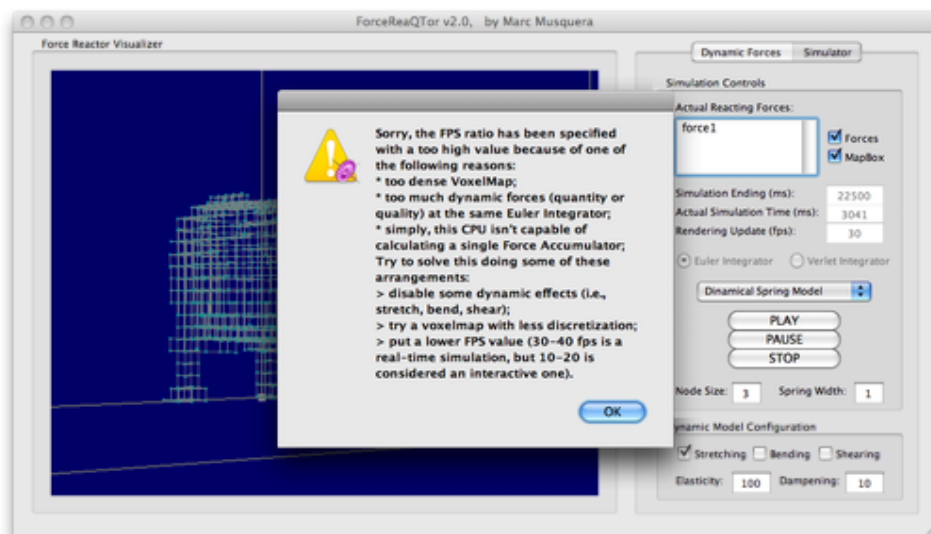 ForceReaQTor v2.0, by Marc Musquera
Force Reactor Visualizer
Sorry, the FPS ratio has been specified
with a too high value because of one of
the following reasons:
* too dense VoxelMap;
* too much dynamic forces (quantity or
quality) at the same Euler Integrator;
* simply, this CPU isn't capable of
calculating a single Force Accumulator;
Try to solve this doing some of these
arrangements:
> disable some dynamic effects (i.e.,
stretch, bend, shear);
> try a voxelmap with less discretization;
> put a lower FPS value (30-40 fps is a
real-time simulation, but 10-20 is
considered an interactive one).
OK
Dynamic Forces Simulator
Simulation Controls
Actual Reacting Forces:
force1
Forces
MapBox
Simulation Ending (ms): 22500
Actual Simulation Time (ms): 3041
Rendering Update (fps): 30
Euler Integrator Verlet Integrator
Dinamical Spring Model
PLAY
PAUSE
STOP
Node Size: 3 Spring Width: 1
ynamic Model Configuration
Stretching Bending Shearing
Elasticity: 100 Dampening: 10